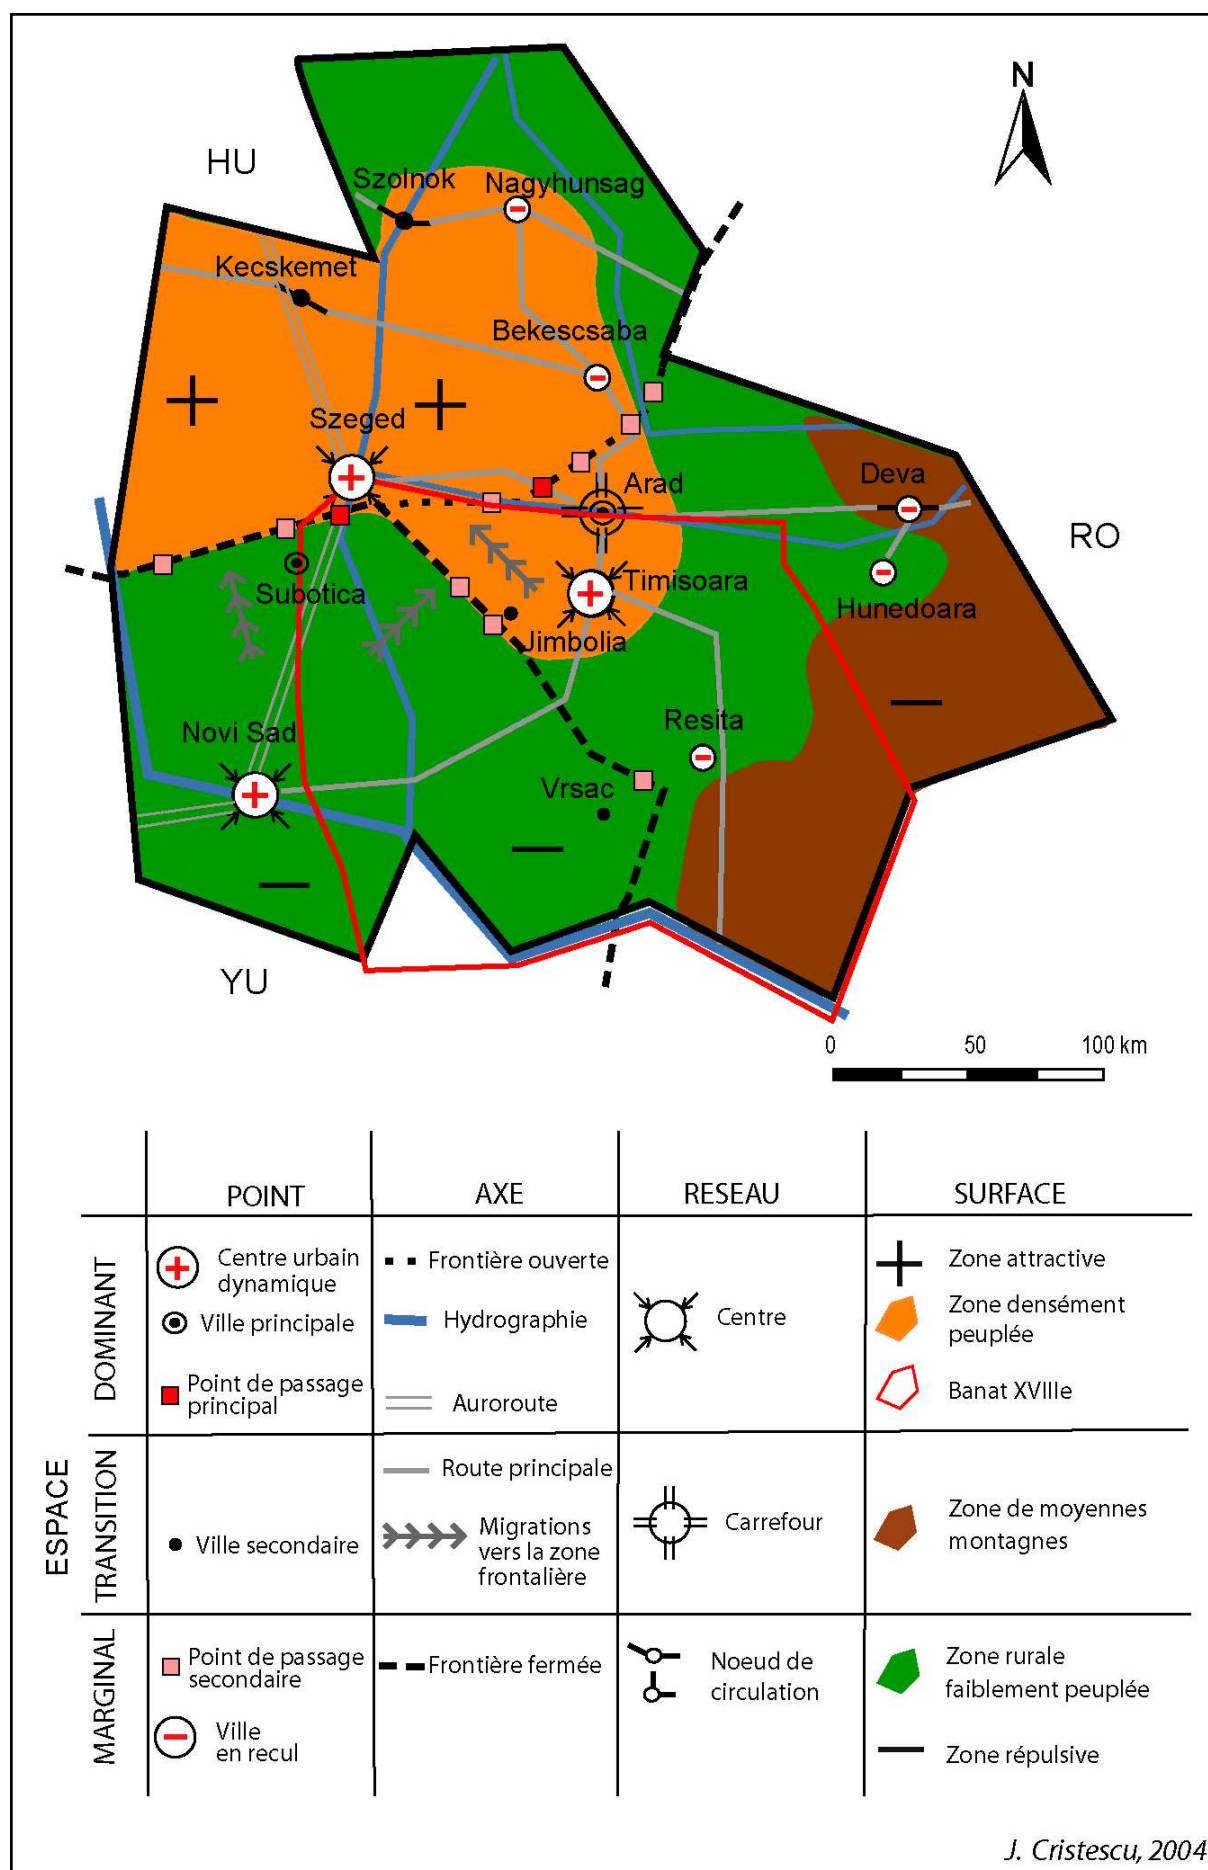 N
HU
Szolnok
Nagyhunsag
Kecskemet
Bekescsaba
Szeged
Arad
Deva
RO
Subotica
Timisoara
Hunedoara
Jimbolia
Novi Sad
Resita
Vrsac
YU
0 50 100 km
POINT AXE RESEAU SURFACE
ESPACE
DOMINANT
Centre urbain
dynamique
Ville principale
Point de passage
principal
Frontière ouverte
Hydrographie
Auroroute
Centre
Zone attractive
Zone densément
peuplée
Banat XVIIIe
TRANSITION
Ville secondaire
Route principale
Migrations
vers la zone
frontalière
Carrefour
Zone de moyennes
montagnes
MARGINAL
Point de passage
secondaire
Ville
en recul
Frontière fermée
Noeud de
circulation
Zone rurale
faiblement peuplée
Zone répulsive
J. Cristescu, 2004